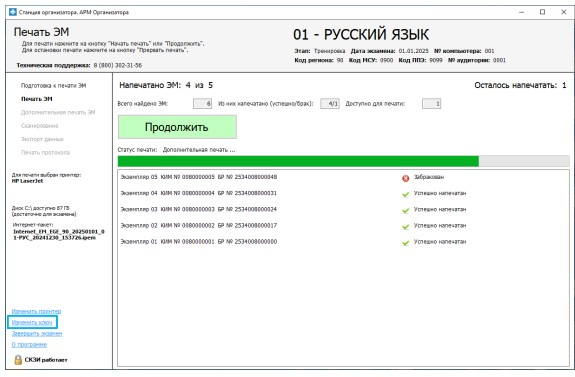 Станция организатора. АРМ Организатора
Печать ЭМ
Для печати нажмите на кнопку "Начать печать" или "Продолжить".
Для остановки печати нажмите на кнопку "Прервать печать".
Техническая поддержка: 8 (800) 302-31-56
01 - РУССКИЙ ЯЗЫК
Этап: Тренировка Дата экзамена: 01.01.2025 № компьютера: 001
Код региона: 90 Код МСУ: 0900 Код ППЭ: 9099 № аудитории: 0001
Подготовка к печати ЭМ
Печать ЭМ
Дополнительная печать ЭМ
Сканирование
Экспорт данных
Печать протокола
Для печати выбран принтер:
HP LaserJet
Диск C:\ доступно 87 ГБ
(достаточно для экзамена)
Интернет-пакет:
Internet_EM_EGE_90_20250101_0
1-РУС_20241230_153726.ipem
Изменить принтер
Изменить ключ
Завершить экзамен
О программе
СКЗИ работает
Напечатано ЭМ: 4 из 5
Осталось напечатать: 1
Всего найдено ЭМ: 6 Из них напечатано (успешно/брак): 4/1 Доступно для печати: 1
Продолжить
Статус печати: Дополнительная печать ...
Экземпляр 05 КИМ № 0080000005 БР № 2534008000048 Забракован
Экземпляр 04 КИМ № 0080000004 БР № 2534008000031 Успешно напечатан
Экземпляр 03 КИМ № 0080000003 БР № 2534008000024 Успешно напечатан
Экземпляр 02 КИМ № 0080000002 БР № 2534008000017 Успешно напечатан
Экземпляр 01 КИМ № 0080000001 БР № 2534008000000 Успешно напечатан